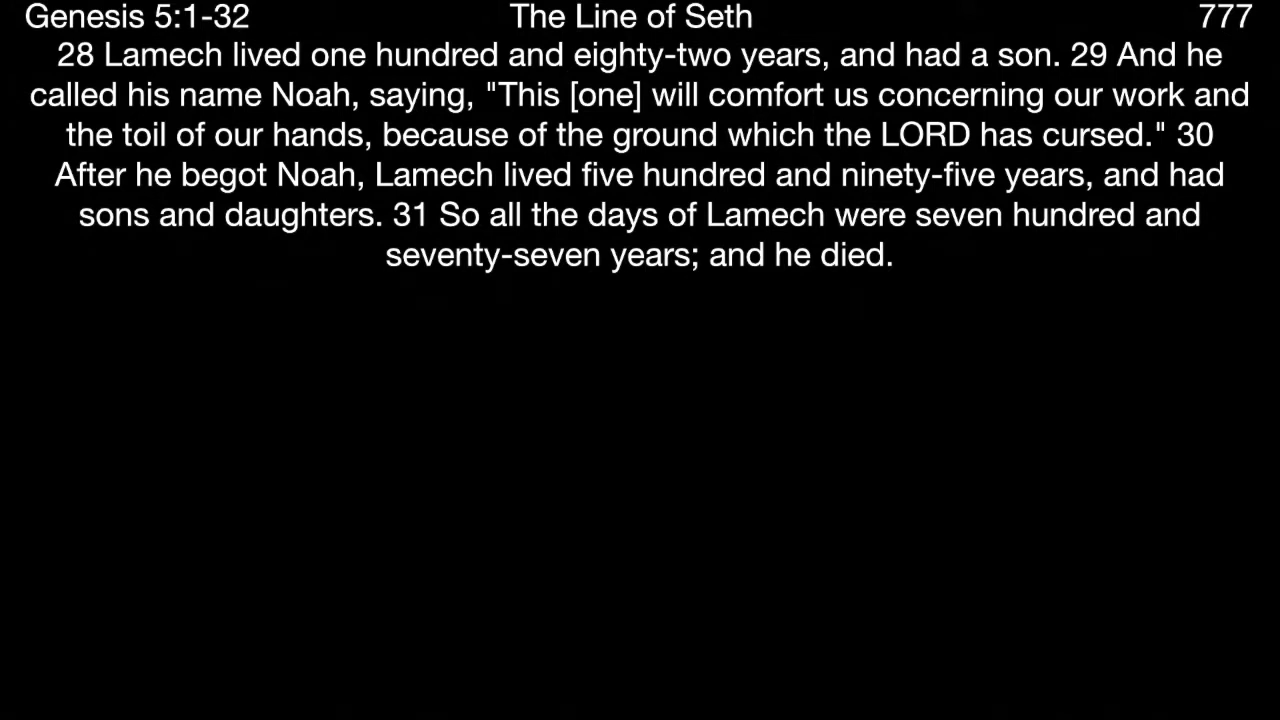 Genesis 5:1-32 The Line of Seth 777
28 Lamech lived one hundred and eighty-two years, and had a son. 29 And he
called his name Noah, saying, "This [one] will comfort us concerning our work and
the toil of our hands, because of the ground which the LORD has cursed." 30
After he begot Noah, Lamech lived five hundred and ninety-five years, and had
sons and daughters. 31 So all the days of Lamech were seven hundred and
seventy-seven years; and he died.